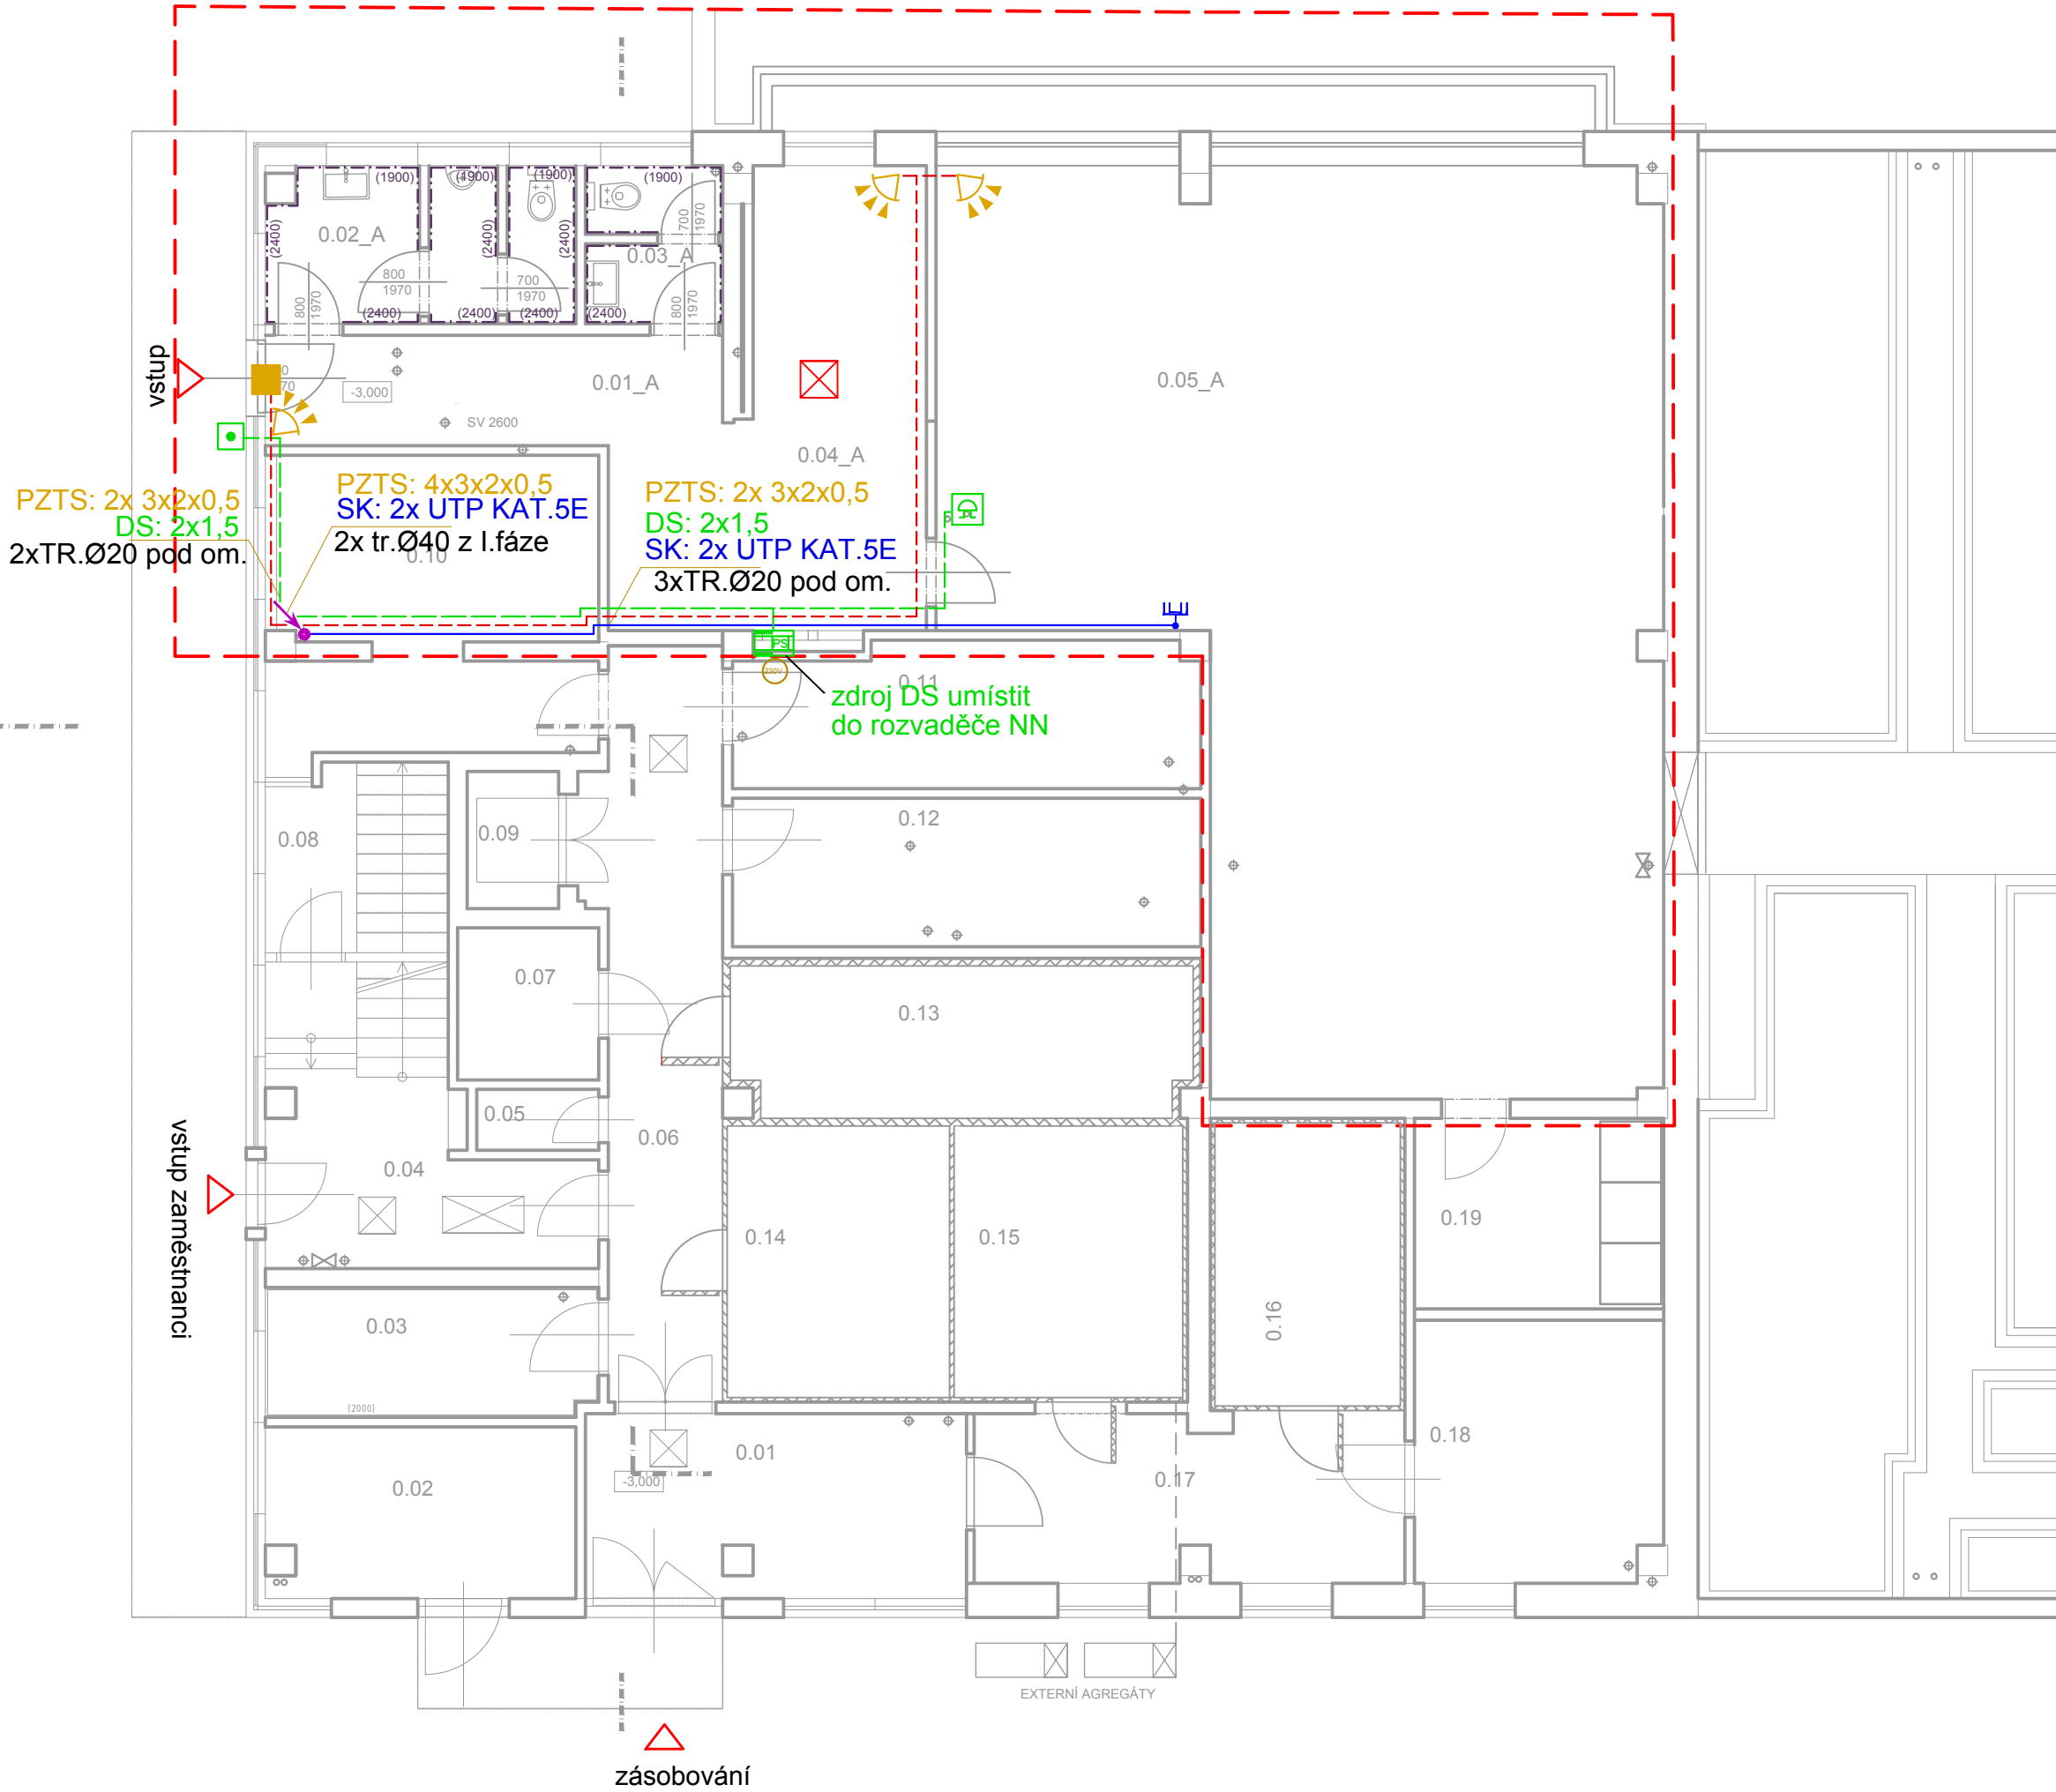 (1900)
(1900)
(1900)
(1900)
(2400)
(2400)
(2400)
0.02_A
0.03_A
700
1970
800
1970
700
1970
800
1970
800
1970
(2400)
(2400)
(2400)
(2400)
vstup
0
70
-3,000
0.01_A
0.05_A
SV 2600
0.04_A
PZTS: 2x 3x2x0,5
DS: 2x1,5
2xTR.Ø20 pod om.
PZTS: 4x3x2x0,5
SK: 2x UTP KAT.5E
2x tr.Ø40 z I.fáze
0.10
PZTS: 2x 3x2x0,5
DS: 2x1,5
SK: 2x UTP KAT.5E
3xTR.Ø20 pod om.
PS
230V
0.11
zdroj DS umístit
do rozvaděče NN
0.08
0.09
0.12
0.07
0.13
0.05
0.06
0.04
vstup zaměstnanci
0.14
0.15
0.19
0.16
0.03
(2000)
0.01
0.18
-3,000
0.17
0.02
EXTERNÍ AGREGÁTY
zásobování